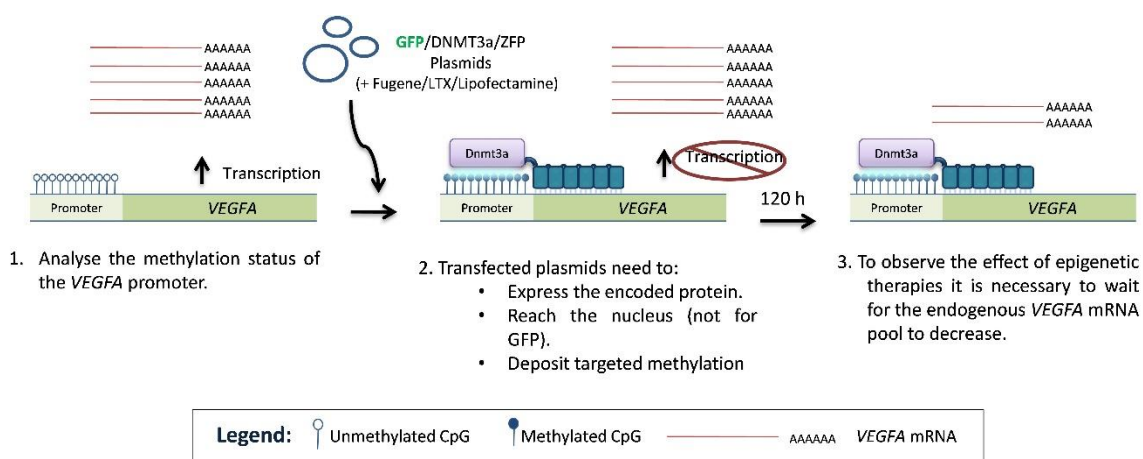 AAAAAA
AAAAAA
AAAAAA
AAAAAA
AAAAAA
Transcription
Promoter
VEGFA
1. Analyse the methylation status of
the VEGFA promoter.
GFP/DNMT3a/ZFP
Plasmids
(+ Fugene/LTX/Lipofectamine)
AAAAAA
AAAAAA
AAAAAA
AAAAAA
AAAAAA
Dnmt3a
Transcription
Promoter
VEGFA
2. Transfected plasmids need to:
• Express the encoded protein.
• Reach the nucleus (not for
GFP).
• Deposit targeted methylation
120 h
AAAAAA
AAAAAA
Dnmt3a
Promoter
VEGFA
3. To observe the effect of epigenetic
therapies it is necessary to wait
for the endogenous VEGFA mRNA
pool to decrease.
Legend: Unmethylated CpG Methylated CpG AAAAAA VEGFA mRNA